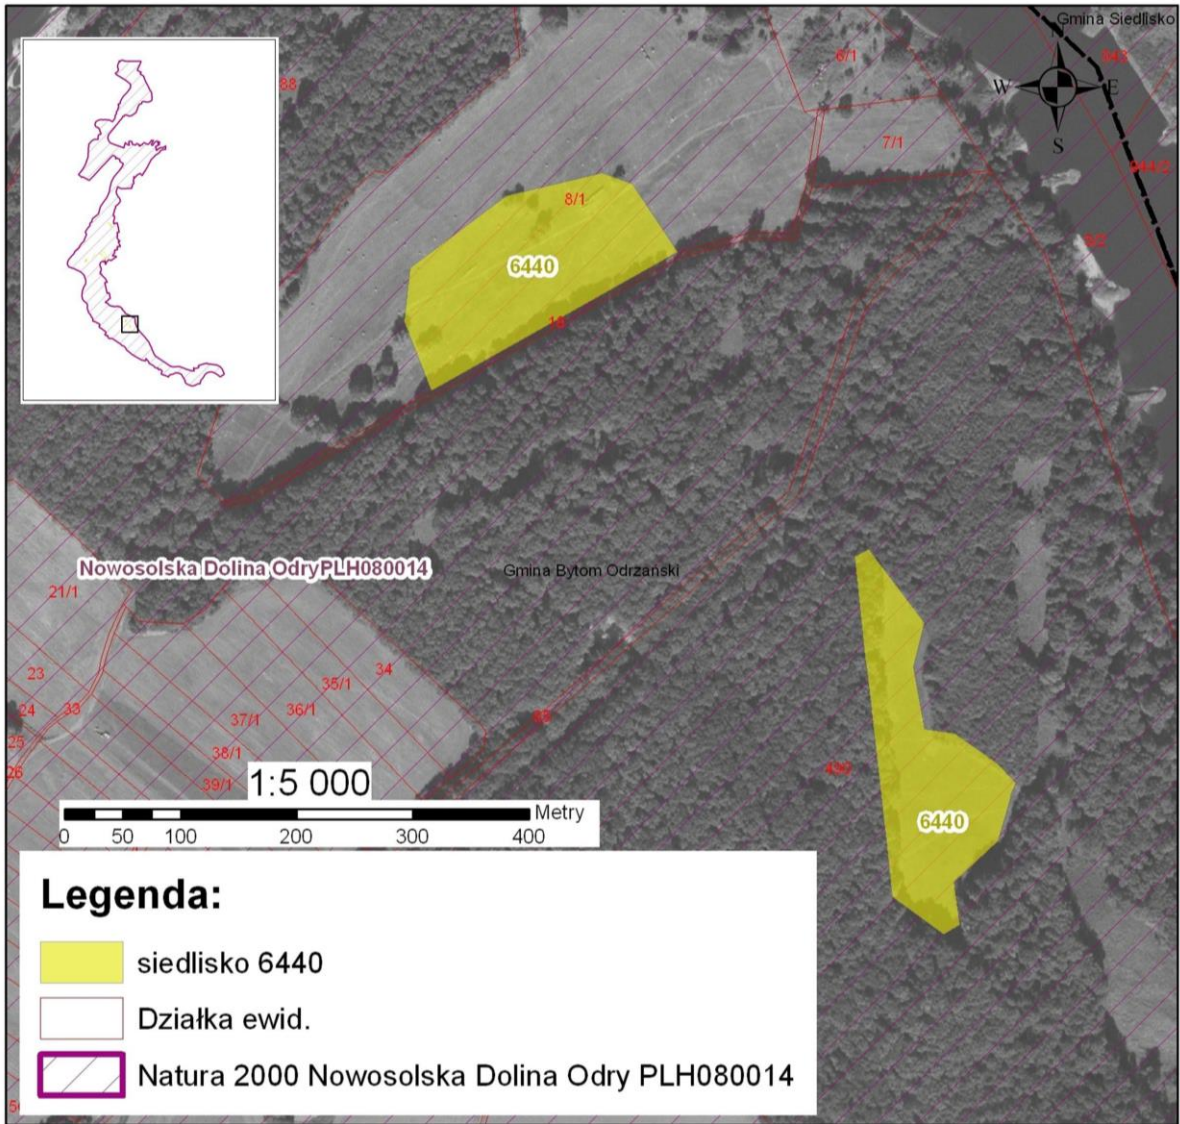 Gmina Siedlisko
N
W
E
S
88
6/1
7/1
8/1
6440
Nowosolska Dolina OdryPLH080014
Gmina Bytom Odrzański
21/1
23
24
33
34
35/1
36/1
37/1
38/1
39/1
25
26
6440
1:5 000
Metry
0 50 100 200 300 400
Legenda:
siedlisko 6440
Działka ewid.
Natura 2000 Nowosolska Dolina Odry PLH080014